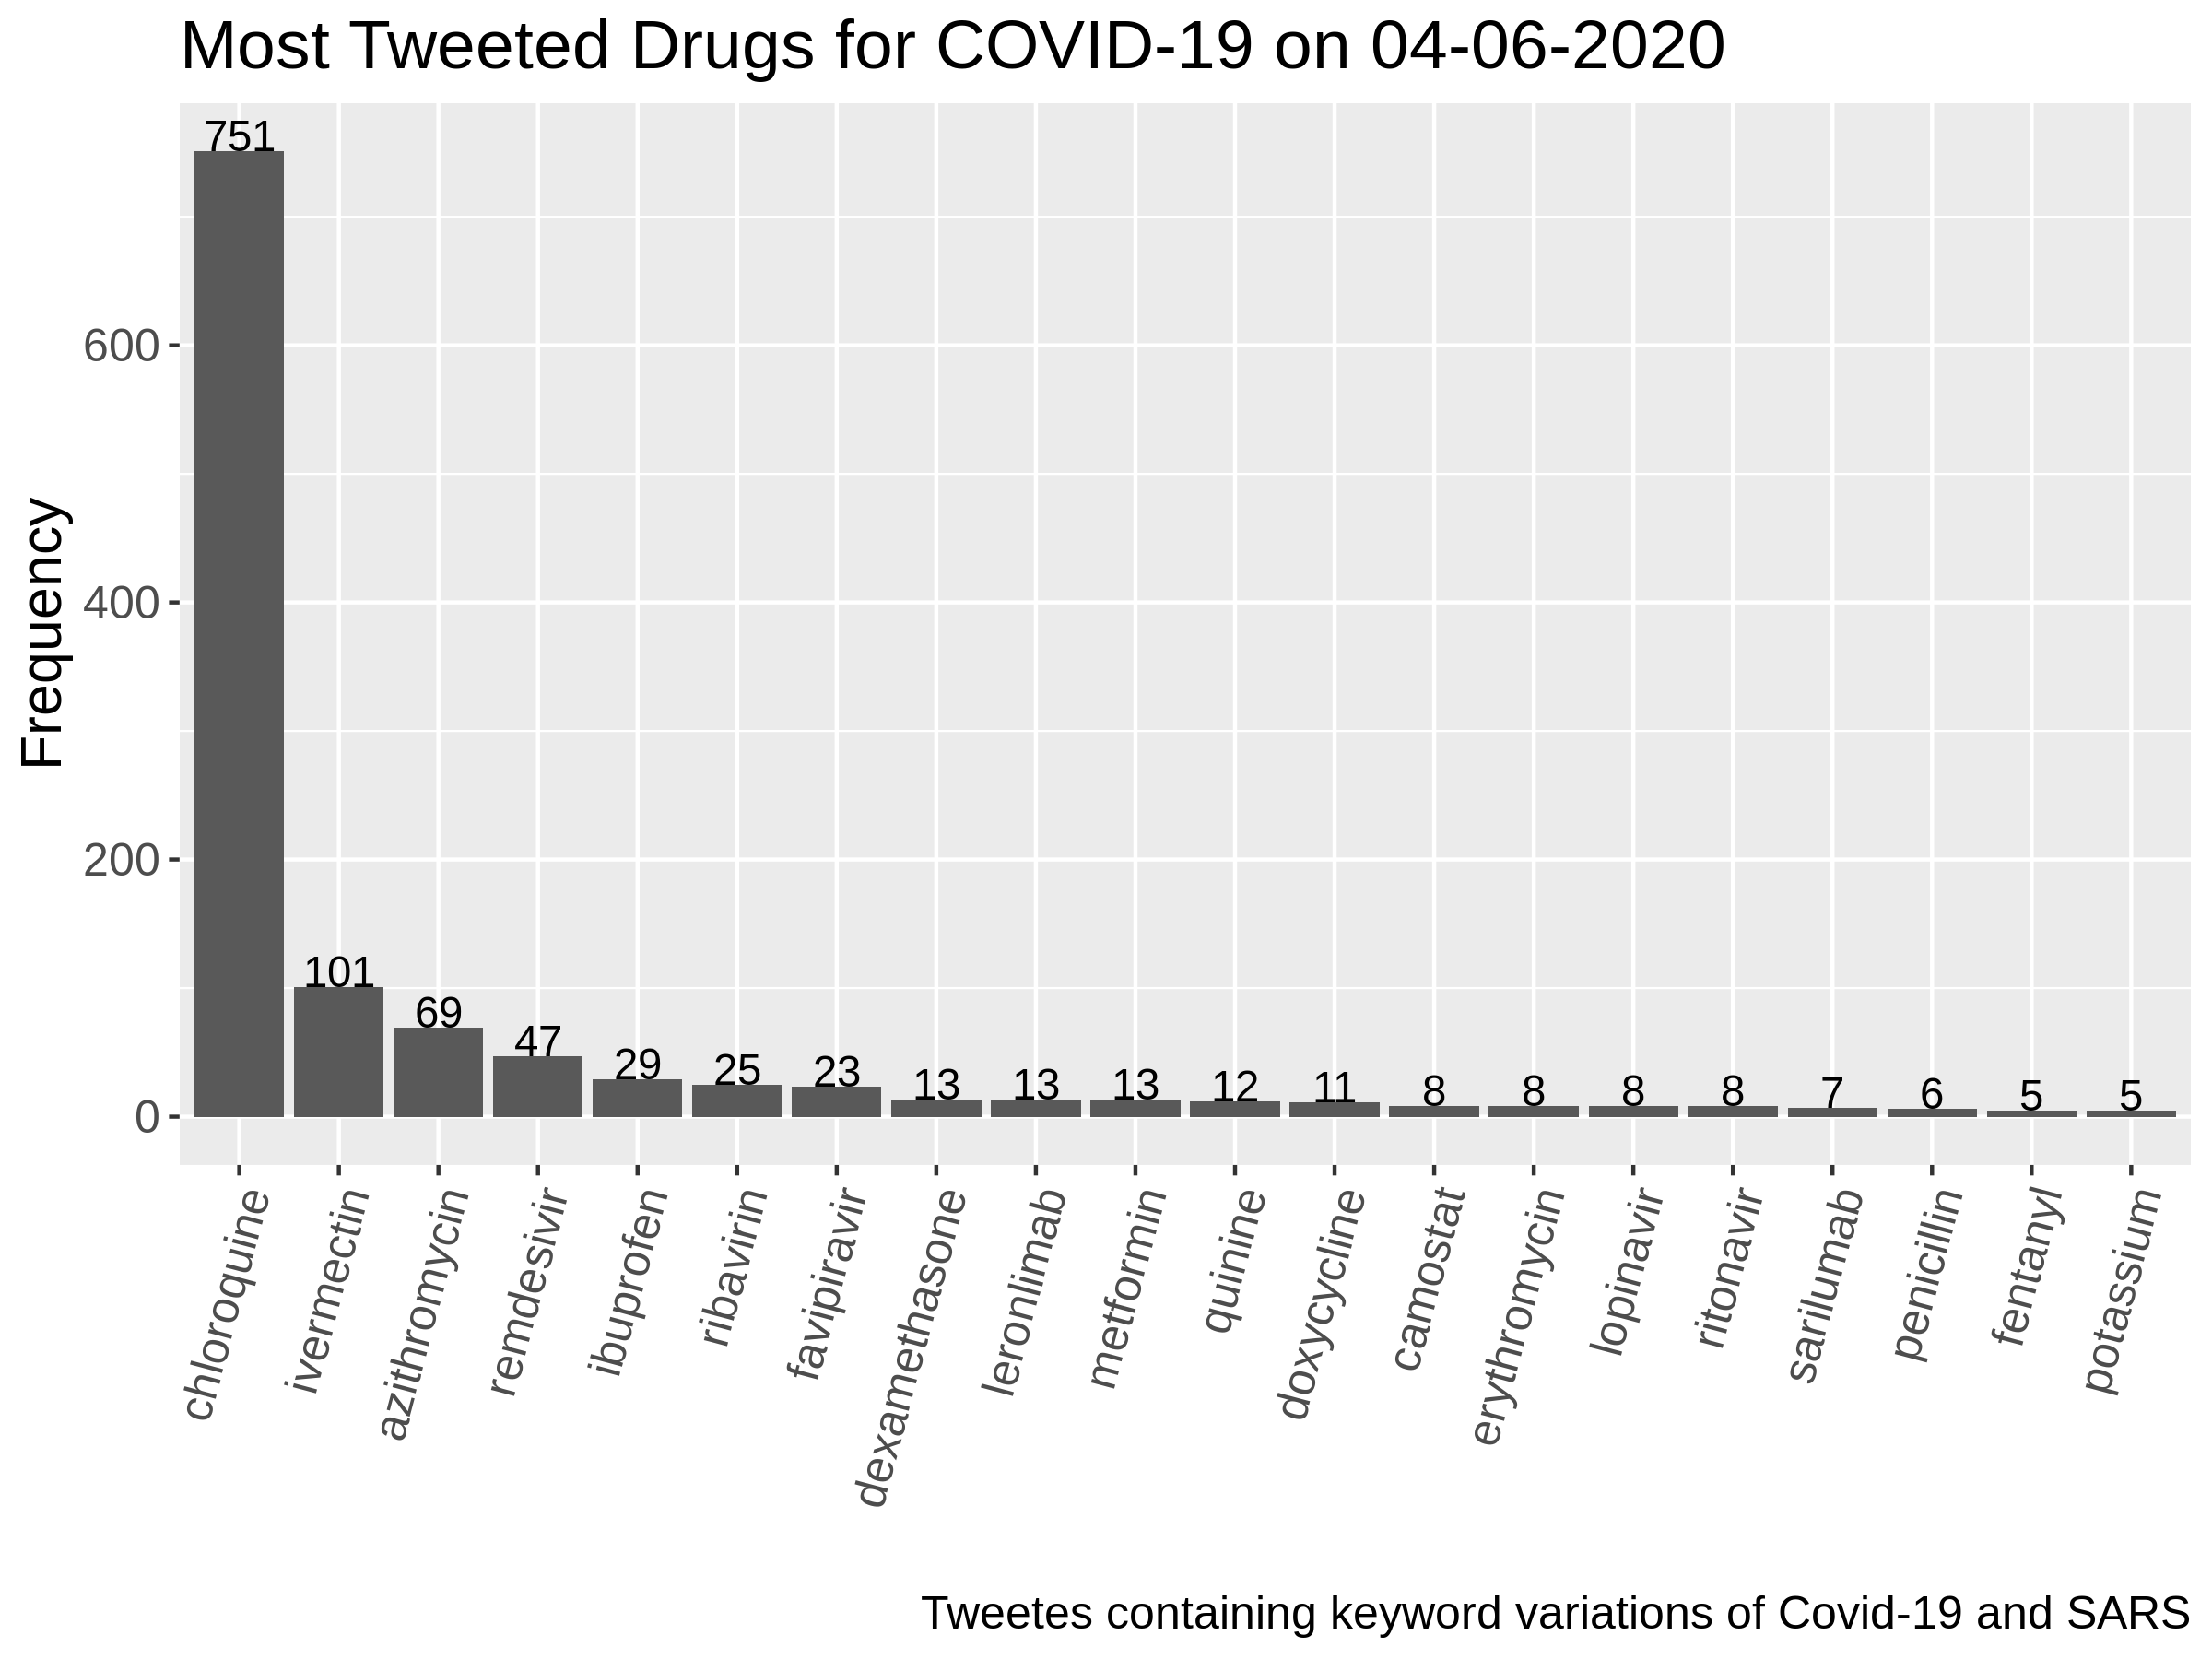 Most Tweeted Drugs for COVID-19 on 04-06-2020
Frequency
600
400
200
0
751
101
69
47
29
25
23
13
13
13
12
11
8
8
8
8
7
6
5
5
chloroquine
ivermectin
azithromycin
remdesivir
ibuprofen
ribavirin
favipiravir
dexamethasone
leronlimab
metformin
quinine
doxycycline
camostat
erythromycin
lopinavir
ritonavir
sarilumab
penicillin
fentanyl
potassium
Tweetes containing keyword variations of Covid-19 and SARS